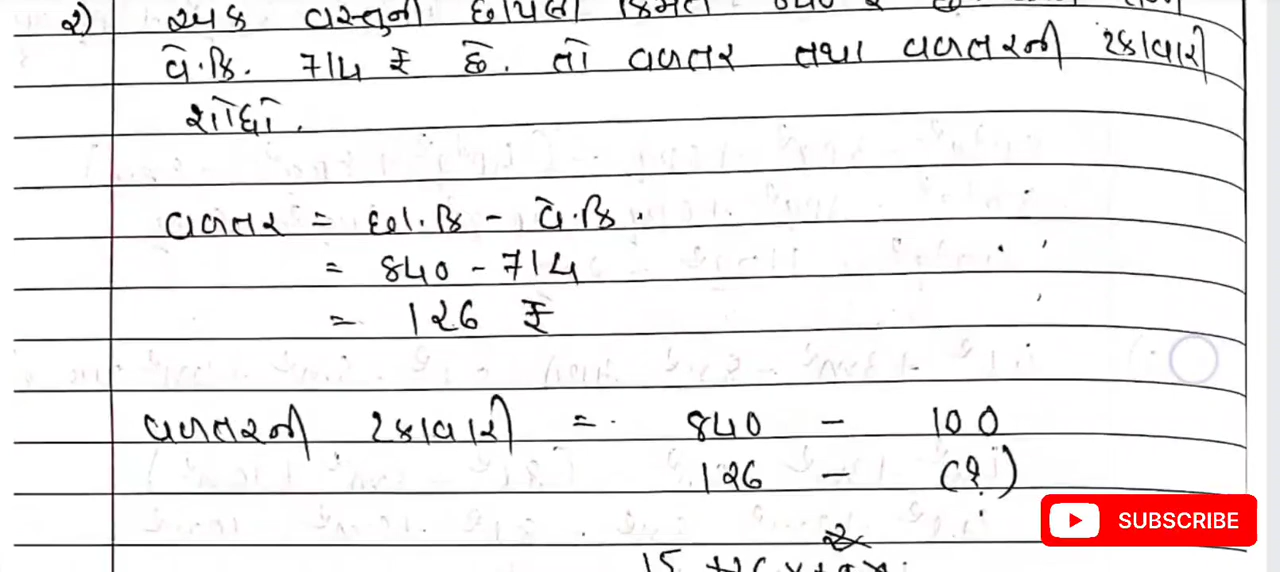 ૨) એક વસ્તુની છાપેલી કિંમત ૮૪૦ ₹ છે.
વે.કિ. 714 ₹ છે. તો વળતર તથા વળતરની ટકાવારી
શોધો.
વળતર = છા.કિ - વે.કિ.
= 840 - 714
= 126 ₹
વળતરની ટકાવારી = 840 - 100
126 - (?)
SUBSCRIBE